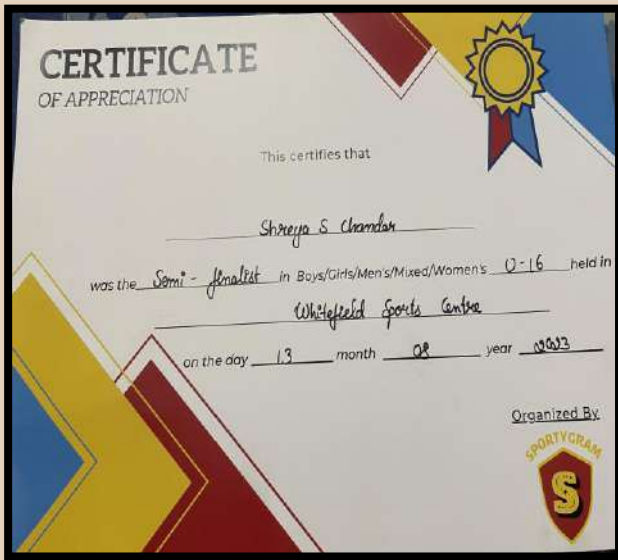 CERTIFICATE
OF APPRECIATION
This certifies that
Shreya S Chandar
was the Semi - finalist in Boys/Girls/Men's/Mixed/Women's U-16 held in
Whitefield Sports Centre
on the day 13 month 08 year 2023
Organized By
SPORTYGRAM
S